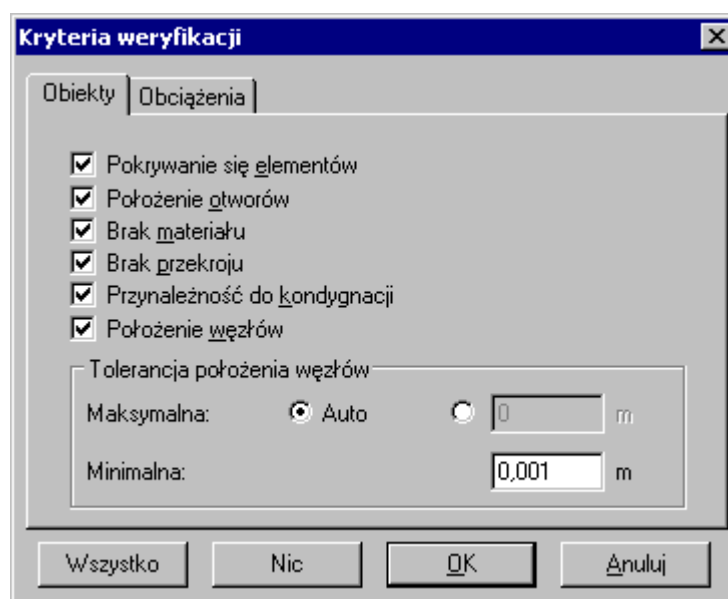 Kryteria weryfikacji
Obiekty Obciążenia
Pokrywanie się elementów
Położenie otworów
Brak materiału
Brak przekroju
Przynależność do kondygnacji
Położenie węzłów
Tolerancja położenia węzłów
Maksymalna: Auto 0 m
Minimalna: 0,001 m
Wszystko Nic OK Anuluj